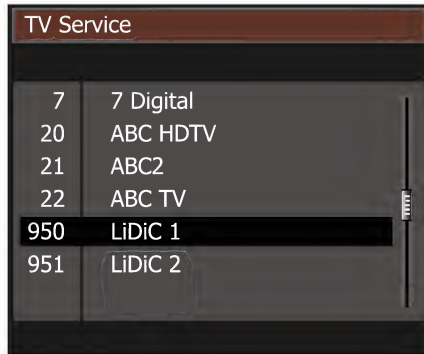 TV Service
7 7 Digital
20 ABC HDTV
21 ABC2
22 ABC TV
950 LiDiC 1
951 LiDiC 2